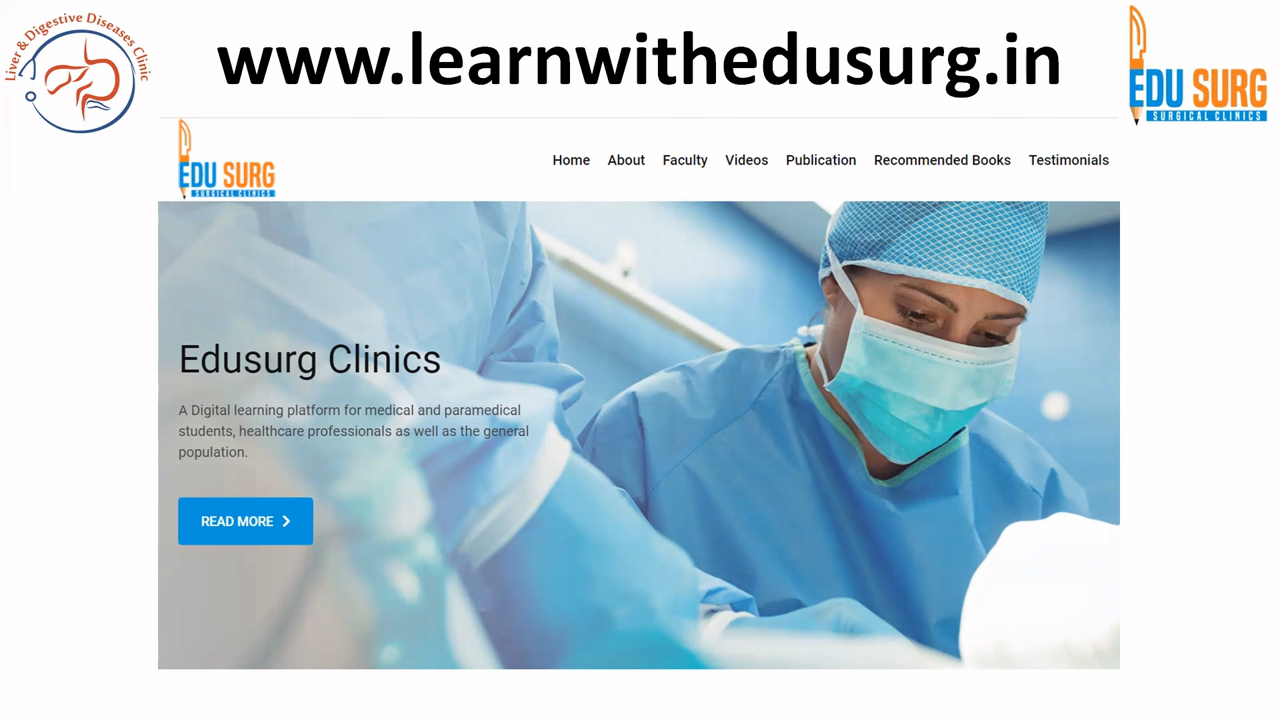 Liver & Digestive Diseases Clinic
www.learnwithedusurg.in
EDU SURG
SURGICAL CLINICS
EDU SURG
SURGICAL CLINICS
Home About Faculty Videos Publication Recommended Books Testimonials
Edusurg Clinics
A Digital learning platform for medical and paramedical
students, healthcare professionals as well as the general
population.
READ MORE